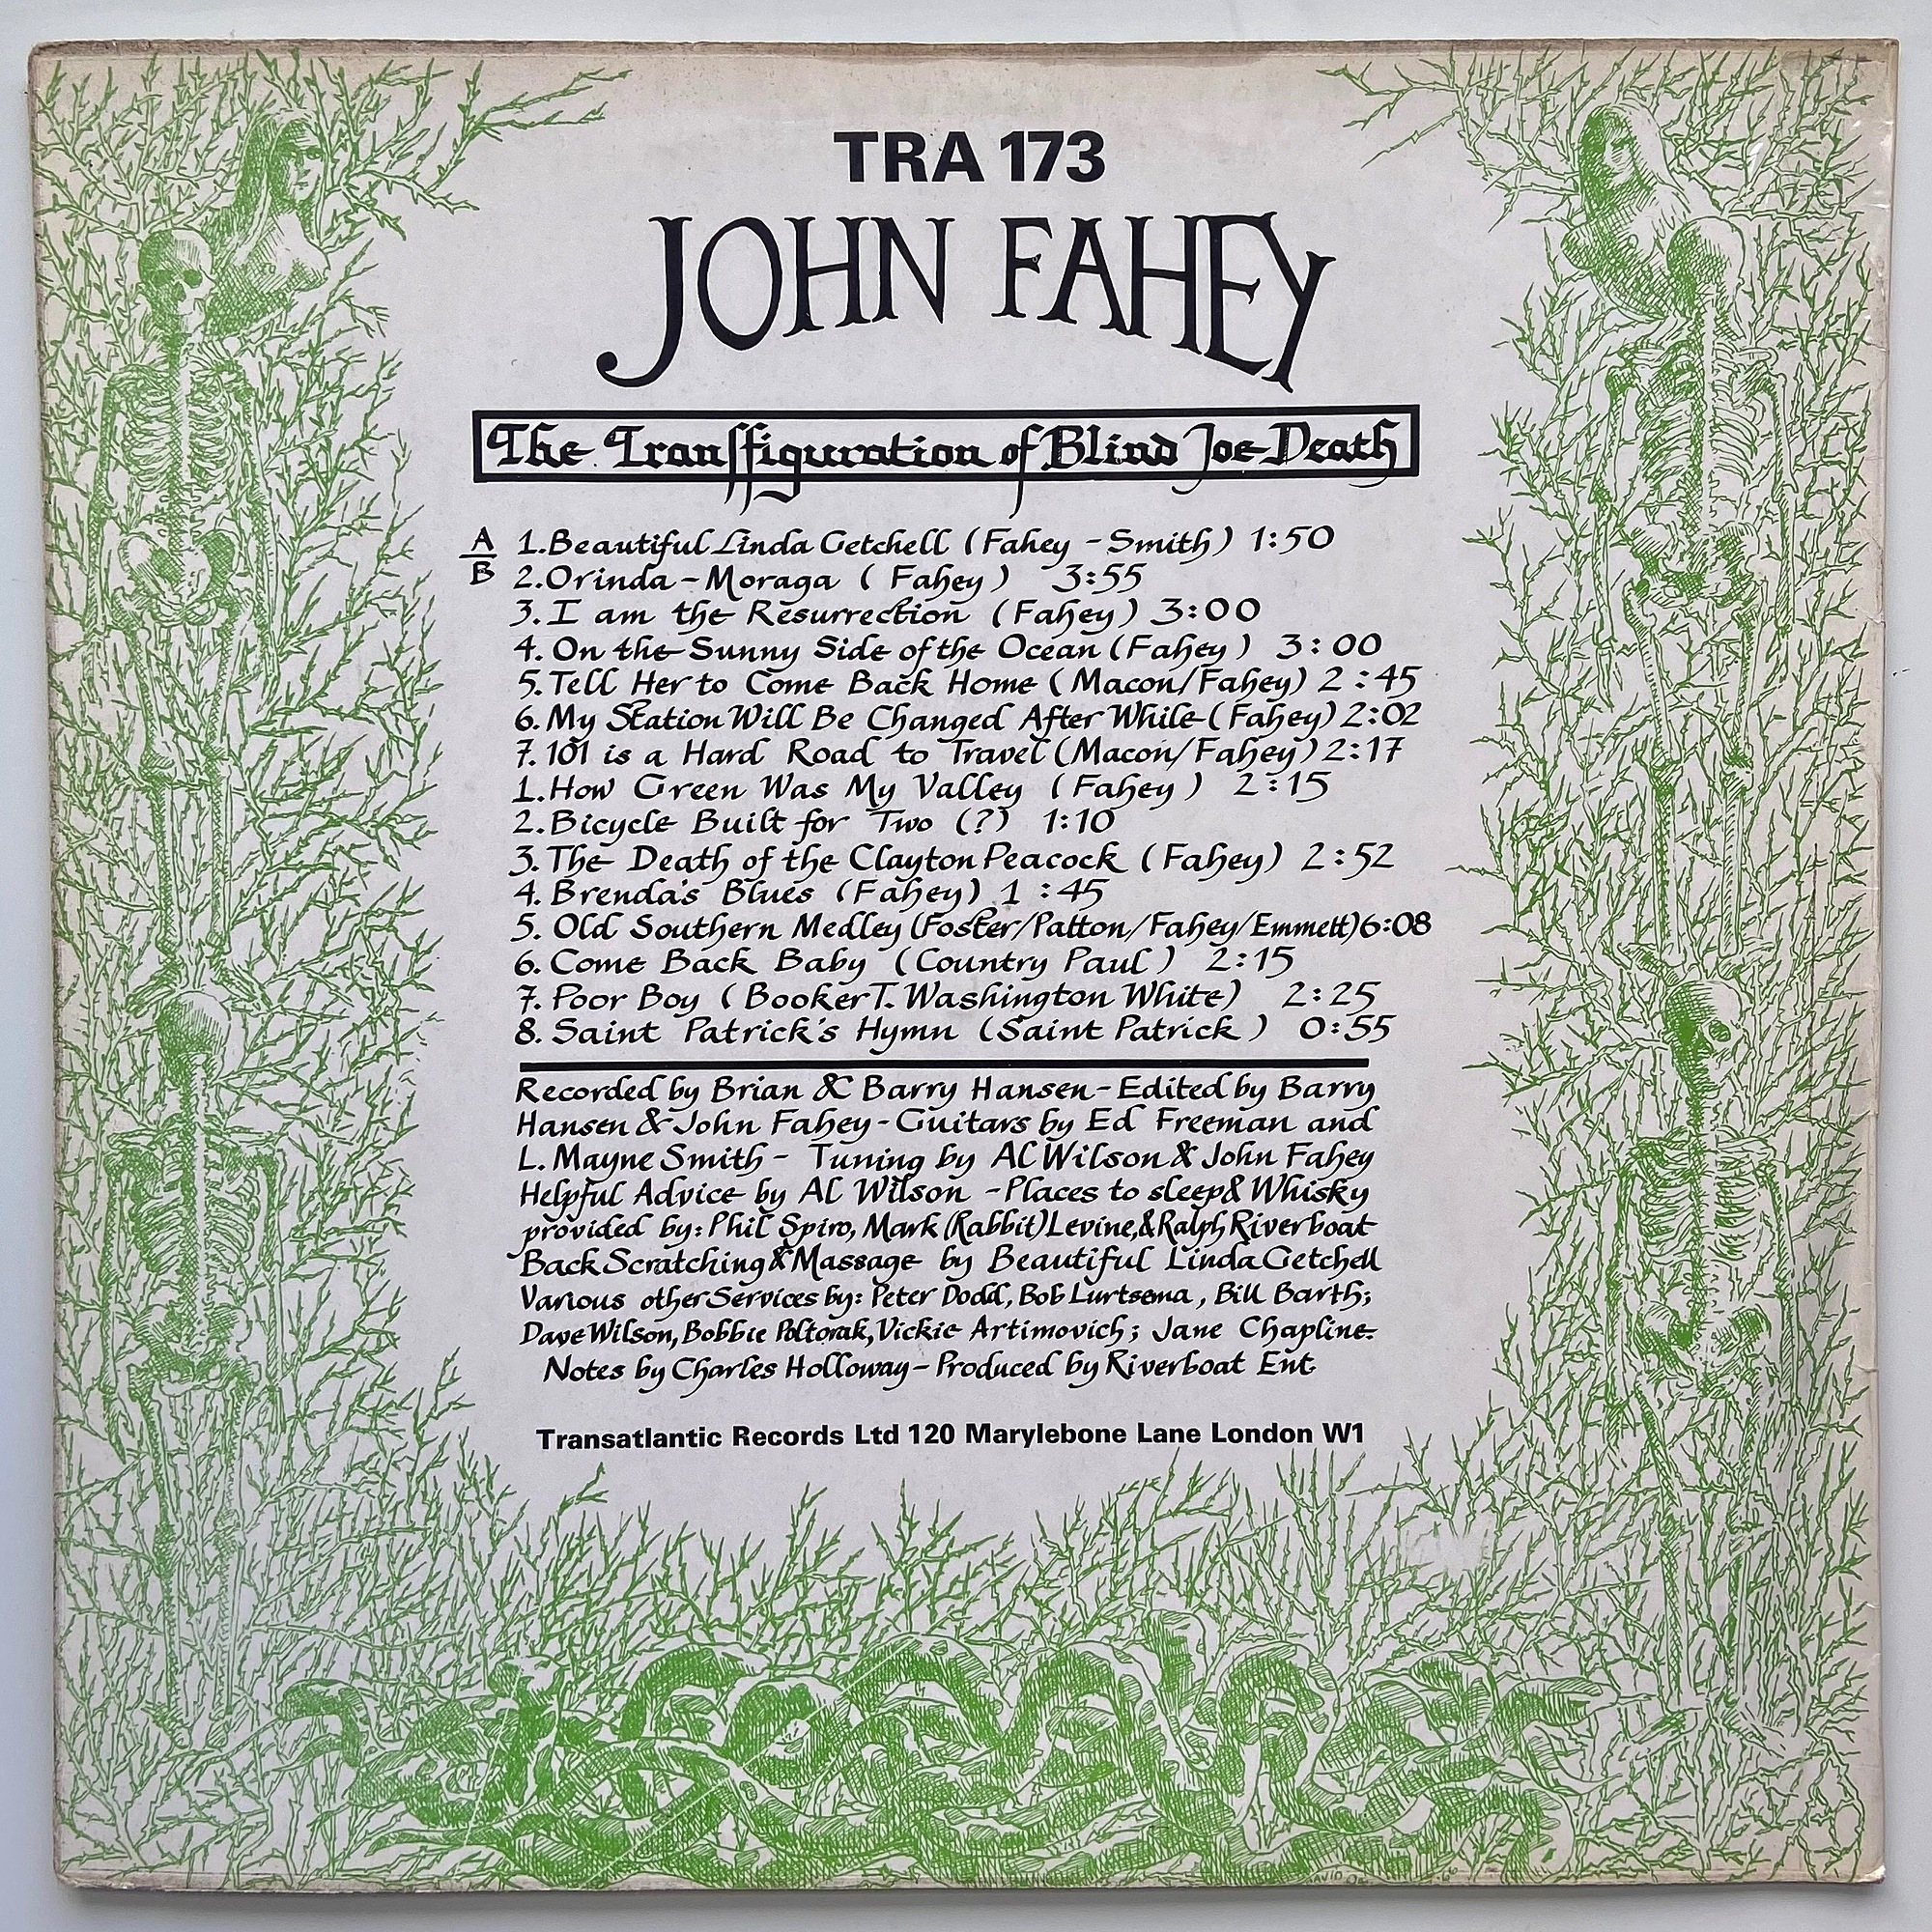 TRA 173
JOHN FAHEY
The Transffiguration of Blind Joe Death
A 1. Beautiful Linda Getchell (Fahey - Smith) 1:50
B 2. Orinda - Moraga (Fahey) 3:55
3. I am the Resurrection (Fahey) 3:00
4. On the Sunny Side of the Ocean (Fahey) 3:00
5. Tell Her to Come Back Home (Macon/Fahey) 2:45
6. My Station Will Be Changed After While (Fahey) 2:02
7. 101 is a Hard Road to Travel (Macon/Fahey) 2:17
1. How Green Was My Valley (Fahey) 2:15
2. Bicycle Built for Two (?) 1:10
3. The Death of the Clayton Peacock (Fahey) 2:52
4. Brenda's Blues (Fahey) 1:45
5. Old Southern Medley (Foster/Patton/Fahey/Emmett) 6:08
6. Come Back Baby (Country Paul) 2:15
7. Poor Boy (Booker T. Washington White) 2:25
8. Saint Patrick's Hymn (Saint Patrick) 0:55
Recorded by Brian & Barry Hansen - Edited by Barry
Hansen & John Fahey - Guitars by Ed Freeman and
L. Mayne Smith - Tuning by Al Wilson & John Fahey
Helpful Advice by Al Wilson - Places to sleep & Whisky
provided by: Phil Spiro, Mark (Rabbit) Levine, & Ralph Riverboat
Back Scratching & Massage by Beautiful Linda Getchell
Various other Services by: Peter Dodd, Bob Lurtsema, Bill Barth;
Dave Wilson, Bobbie Poltorak, Vickie Artimovich; Jane Chapline.
Notes by Charles Holloway - Produced by Riverboat Ent.
Transatlantic Records Ltd 120 Marylebone Lane London W1